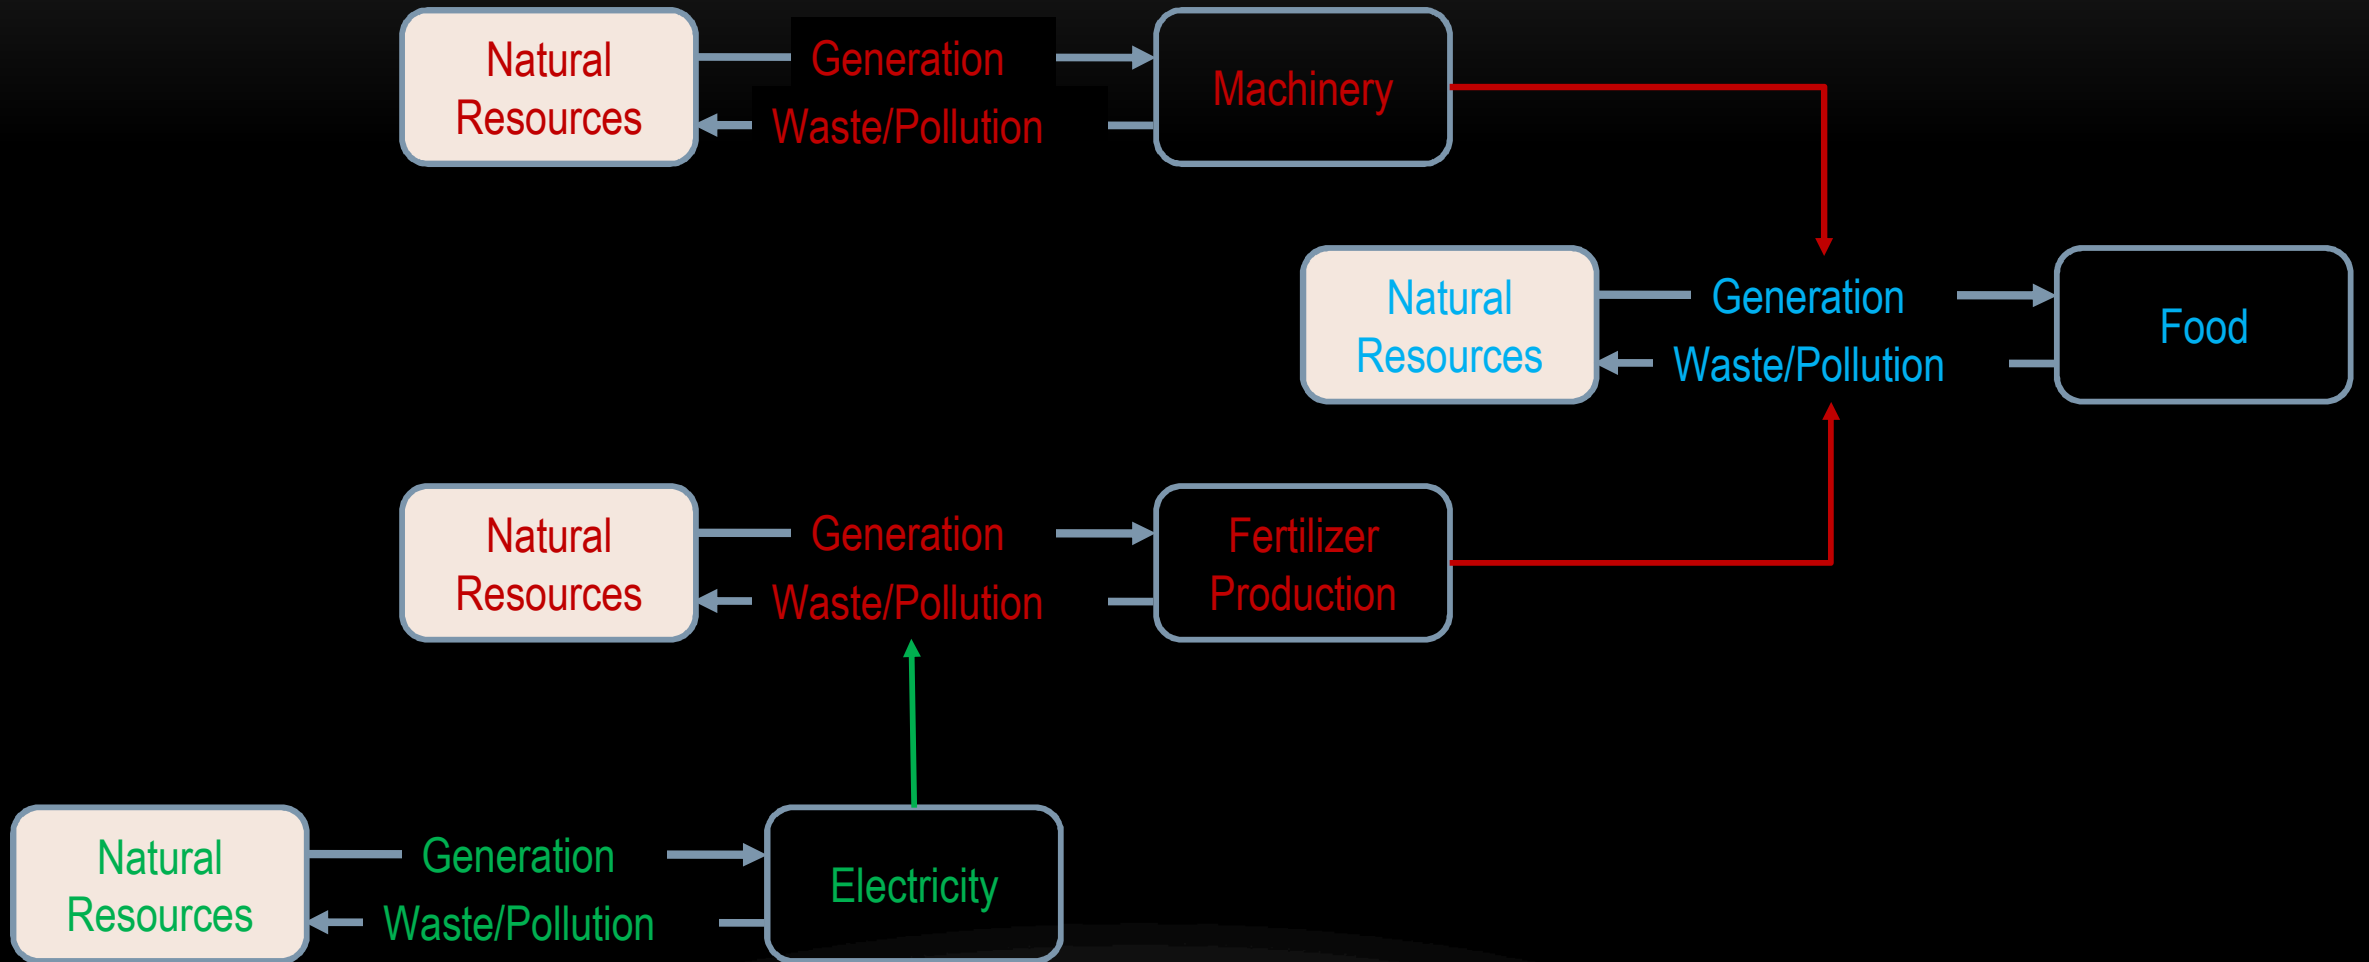 Natural
Resources
Generation
Waste/Pollution
Machinery
Natural
Resources
Generation
Waste/Pollution
Food
Natural
Resources
Generation
Waste/Pollution
Fertilizer
Production
Natural
Resources
Generation
Waste/Pollution
Electricity